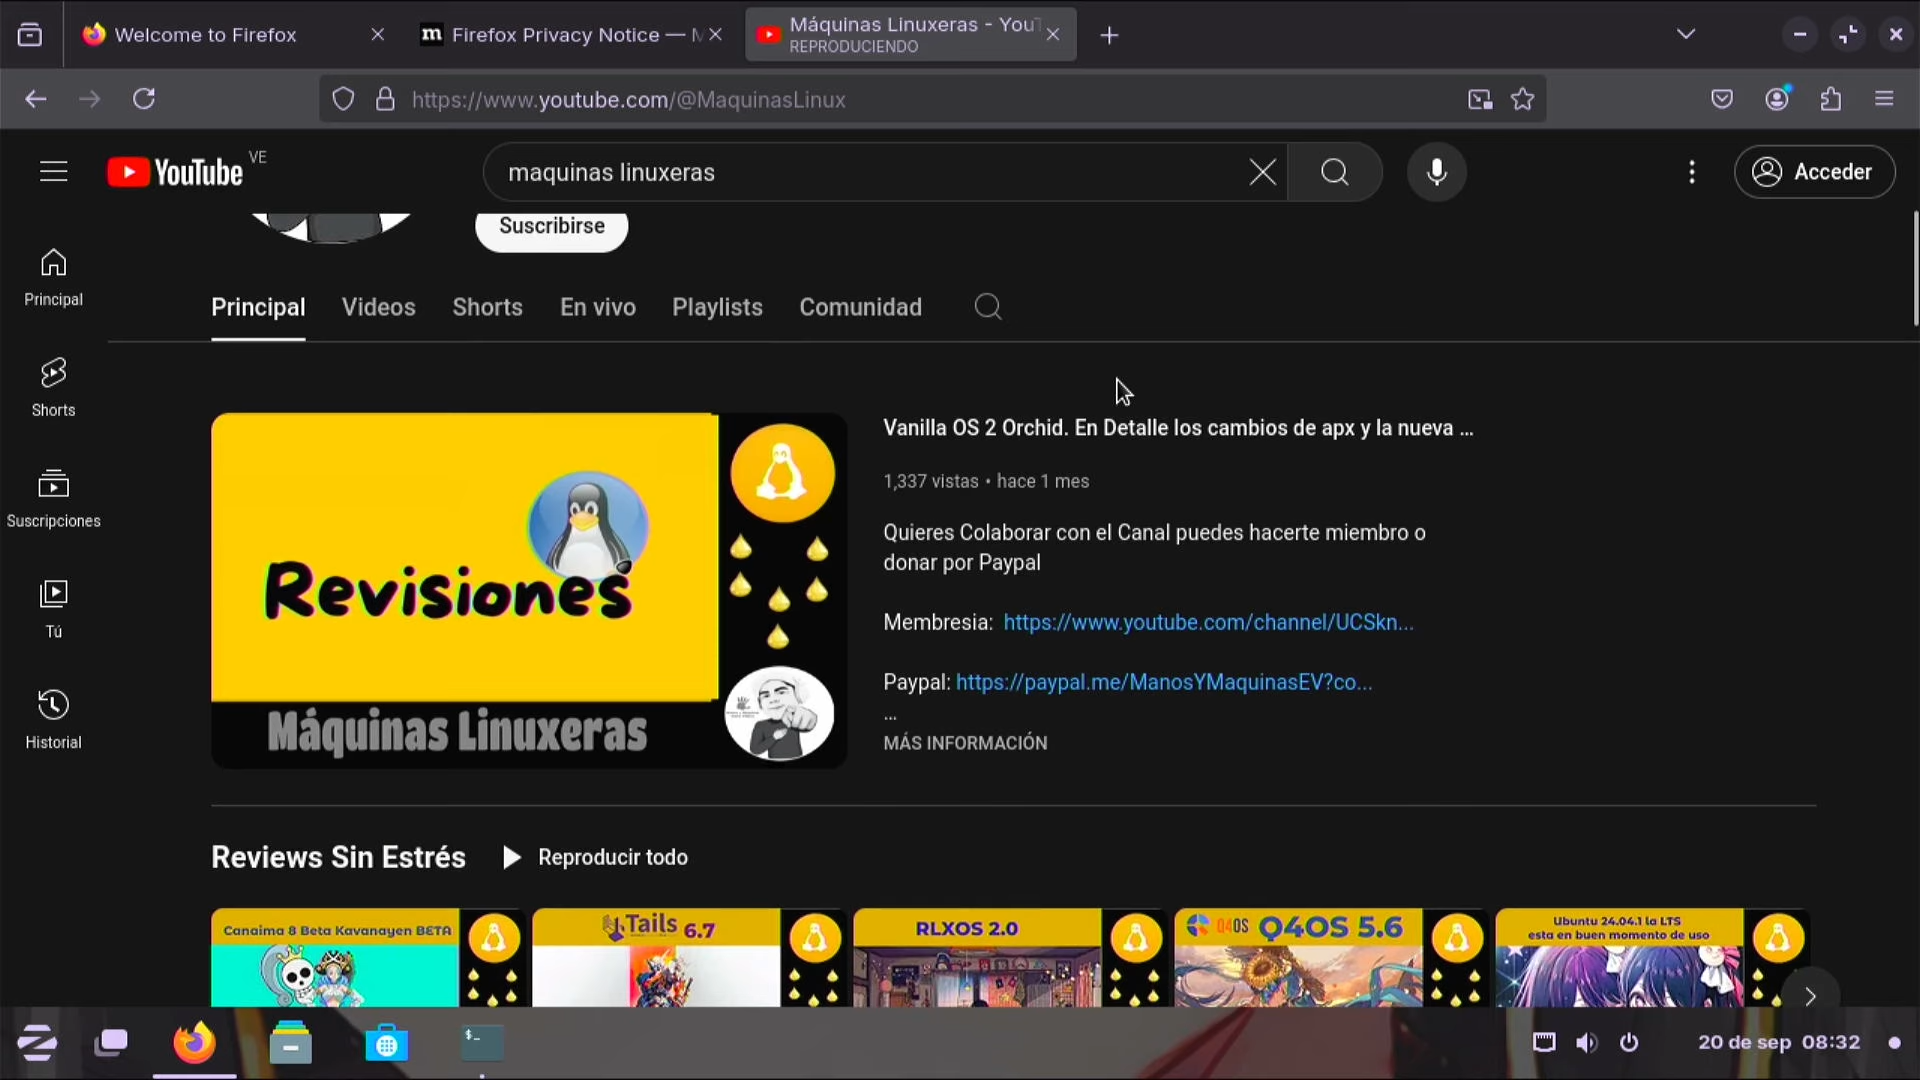 Welcome to Firefox
Firefox Privacy Notice — M
Máquinas Linuxeras - YouT
REPRODUCIENDO
https://www.youtube.com/@MaquinasLinux
YouTube VE
maquinas linuxeras
Acceder
Suscribirse
Principal
Shorts
Suscripciones
Tú
Historial
Principal Videos Shorts En vivo Playlists Comunidad
Revisiones
Máquinas Linuxeras
Vanilla OS 2 Orchid. En Detalle los cambios de apx y la nueva ...
1,337 vistas • hace 1 mes
Quieres Colaborar con el Canal puedes hacerte miembro o
donar por Paypal
Membresia: https://www.youtube.com/channel/UCSkn...
Paypal: https://paypal.me/ManosYMaquinasEV?co...
...
MÁS INFORMACIÓN
Reviews Sin Estrés
Reproducir todo
Canaima 8 Beta Kavanayen BETA
Tails 6.7
RLXOS 2.0
Q4OS Q4OS 5.6
Ubuntu 24.04.1 la LTS
esta en buen momento de uso
20 de sep 08:32